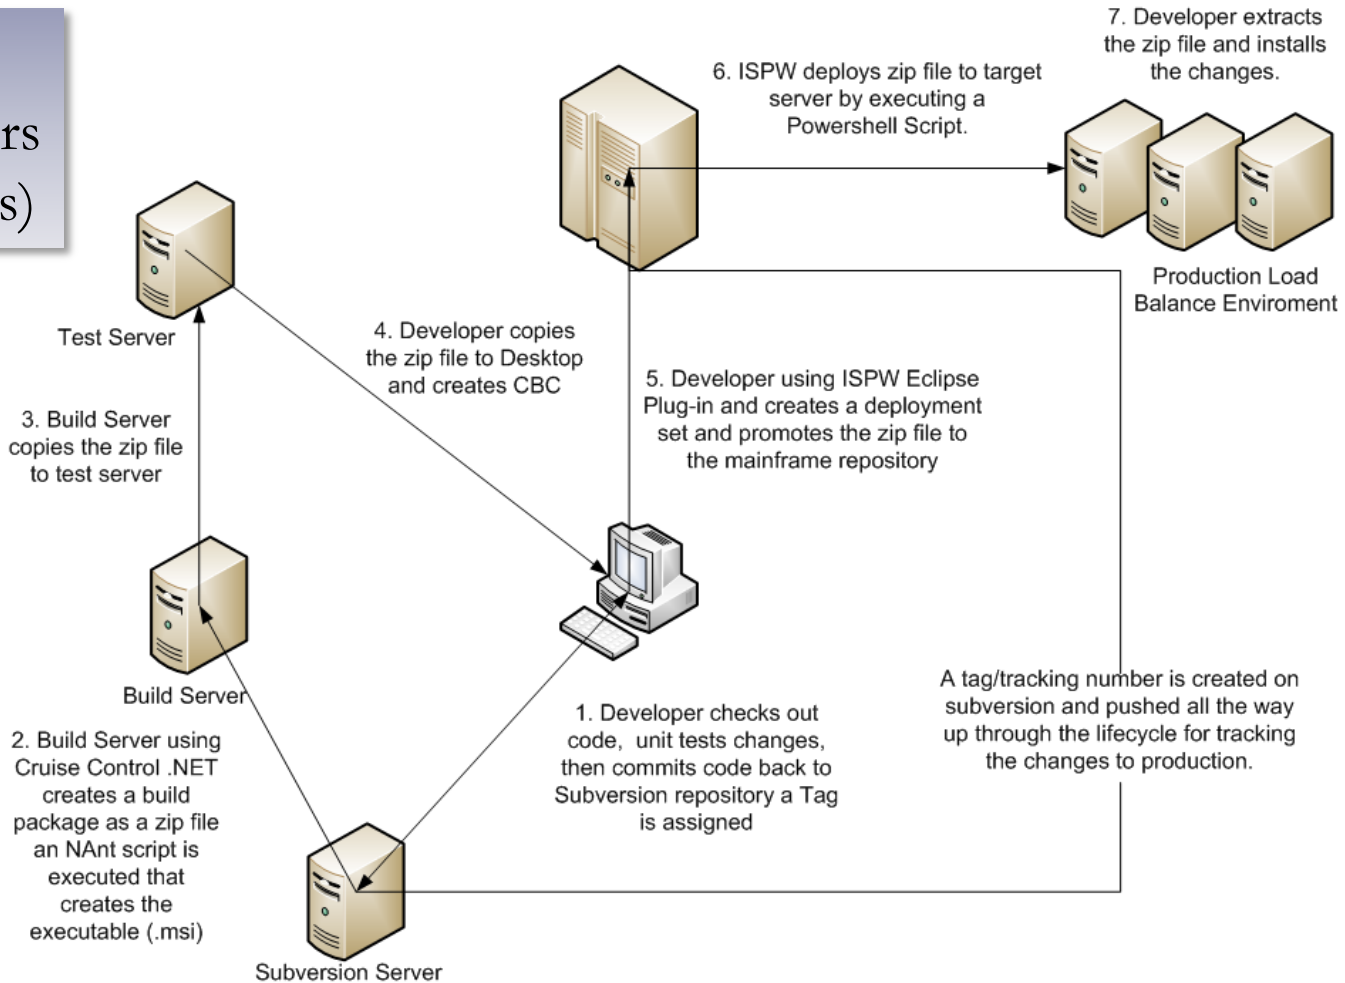 rs
s)
7. Developer extracts
the zip file and installs
the changes.
6. ISPW deploys zip file to target
server by executing a
Powershell Script.
Production Load
Balance Enviroment
Test Server
4. Developer copies
the zip file to Desktop
and creates CBC
5. Developer using ISPW Eclipse
Plug-in and creates a deployment
set and promotes the zip file to
the mainframe repository
3. Build Server
copies the zip file
to test server
Build Server
2. Build Server using
Cruise Control .NET
creates a build
package as a zip file
an NAnt script is
executed that
creates the
executable (.msi)
1. Developer checks out
code, unit tests changes,
then commits code back to
Subversion repository a Tag
is assigned
A tag/tracking number is created on
subversion and pushed all the way
up through the lifecycle for tracking
the changes to production.
Subversion Server